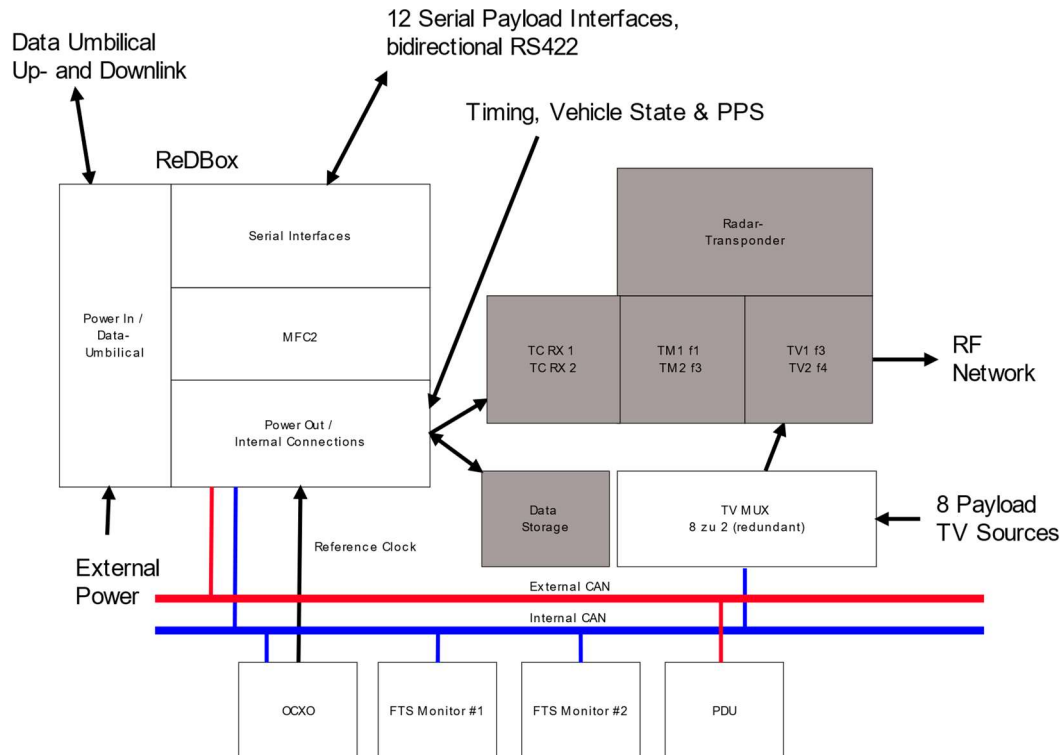 12 Serial Payload Interfaces,
bidirectional RS422
Data Umbilical
Up- and Downlink
Timing, Vehicle State & PPS
ReDBox
Serial Interfaces
Radar-
Transponder
Power In /
Data-
Umbilical
MFC2
TC RX 1
TC RX 2
TM1 f1
TM2 f3
TV1 f3
TV2 f4
RF
Network
Power Out /
Internal Connections
Data
Storage
TV MUX
8 zu 2 (redundant)
8 Payload
TV Sources
Reference Clock
External
Power
External CAN
Internal CAN
OCXO
FTS Monitor #1
FTS Monitor #2
PDU